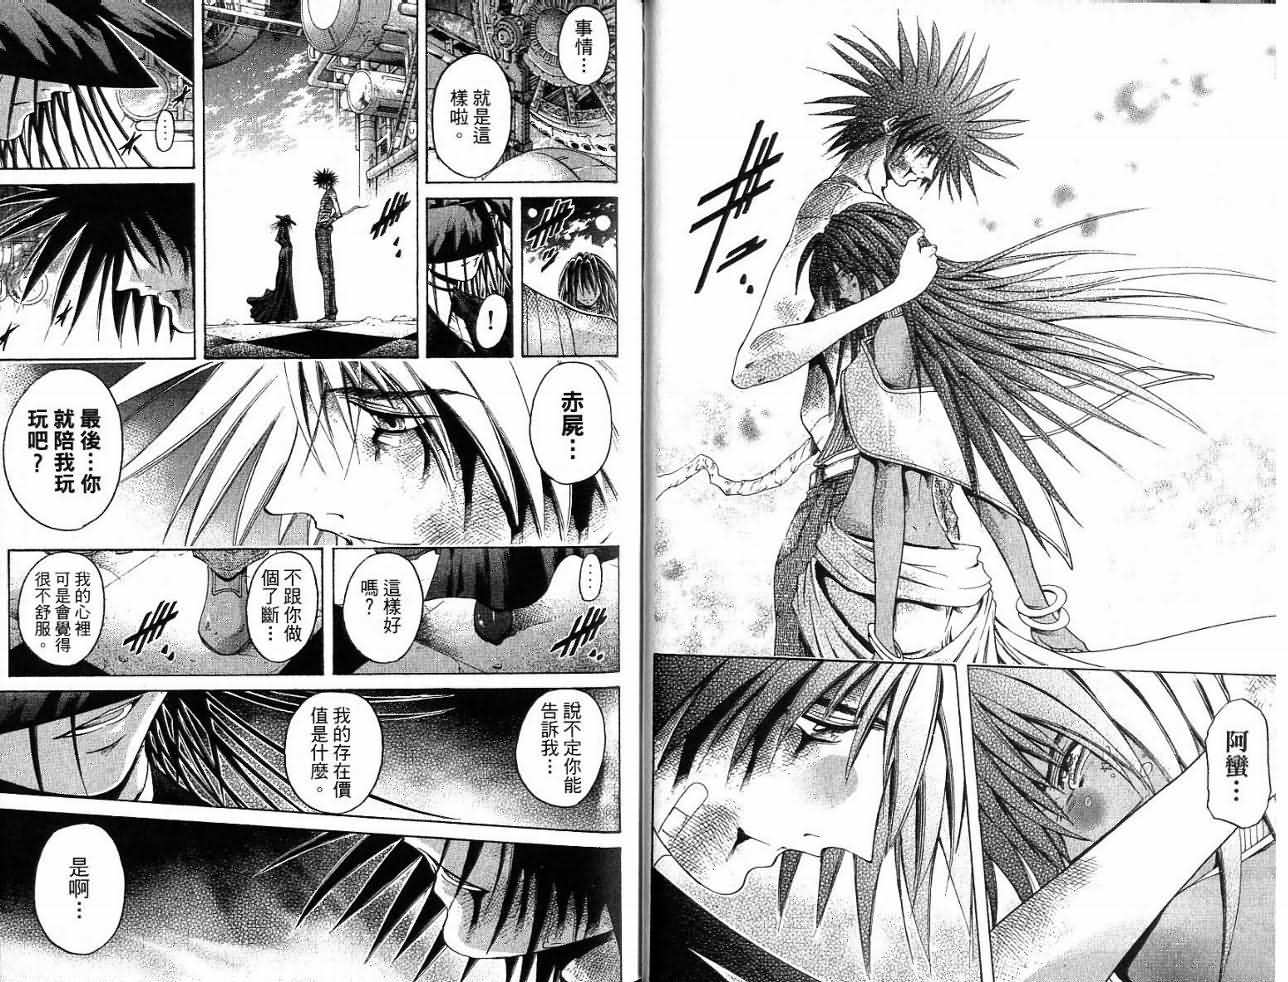 阿蠻…
事情…
就是這
樣啦。
！
……
赤屍…
最後…你
就陪我玩
玩吧？
……
這樣好
嗎？
不跟你做
個了斷…
我的心裡
可是會覺得
很不舒服。
說不定你能
告訴我…
我的存在價
值是什麼。
是啊…